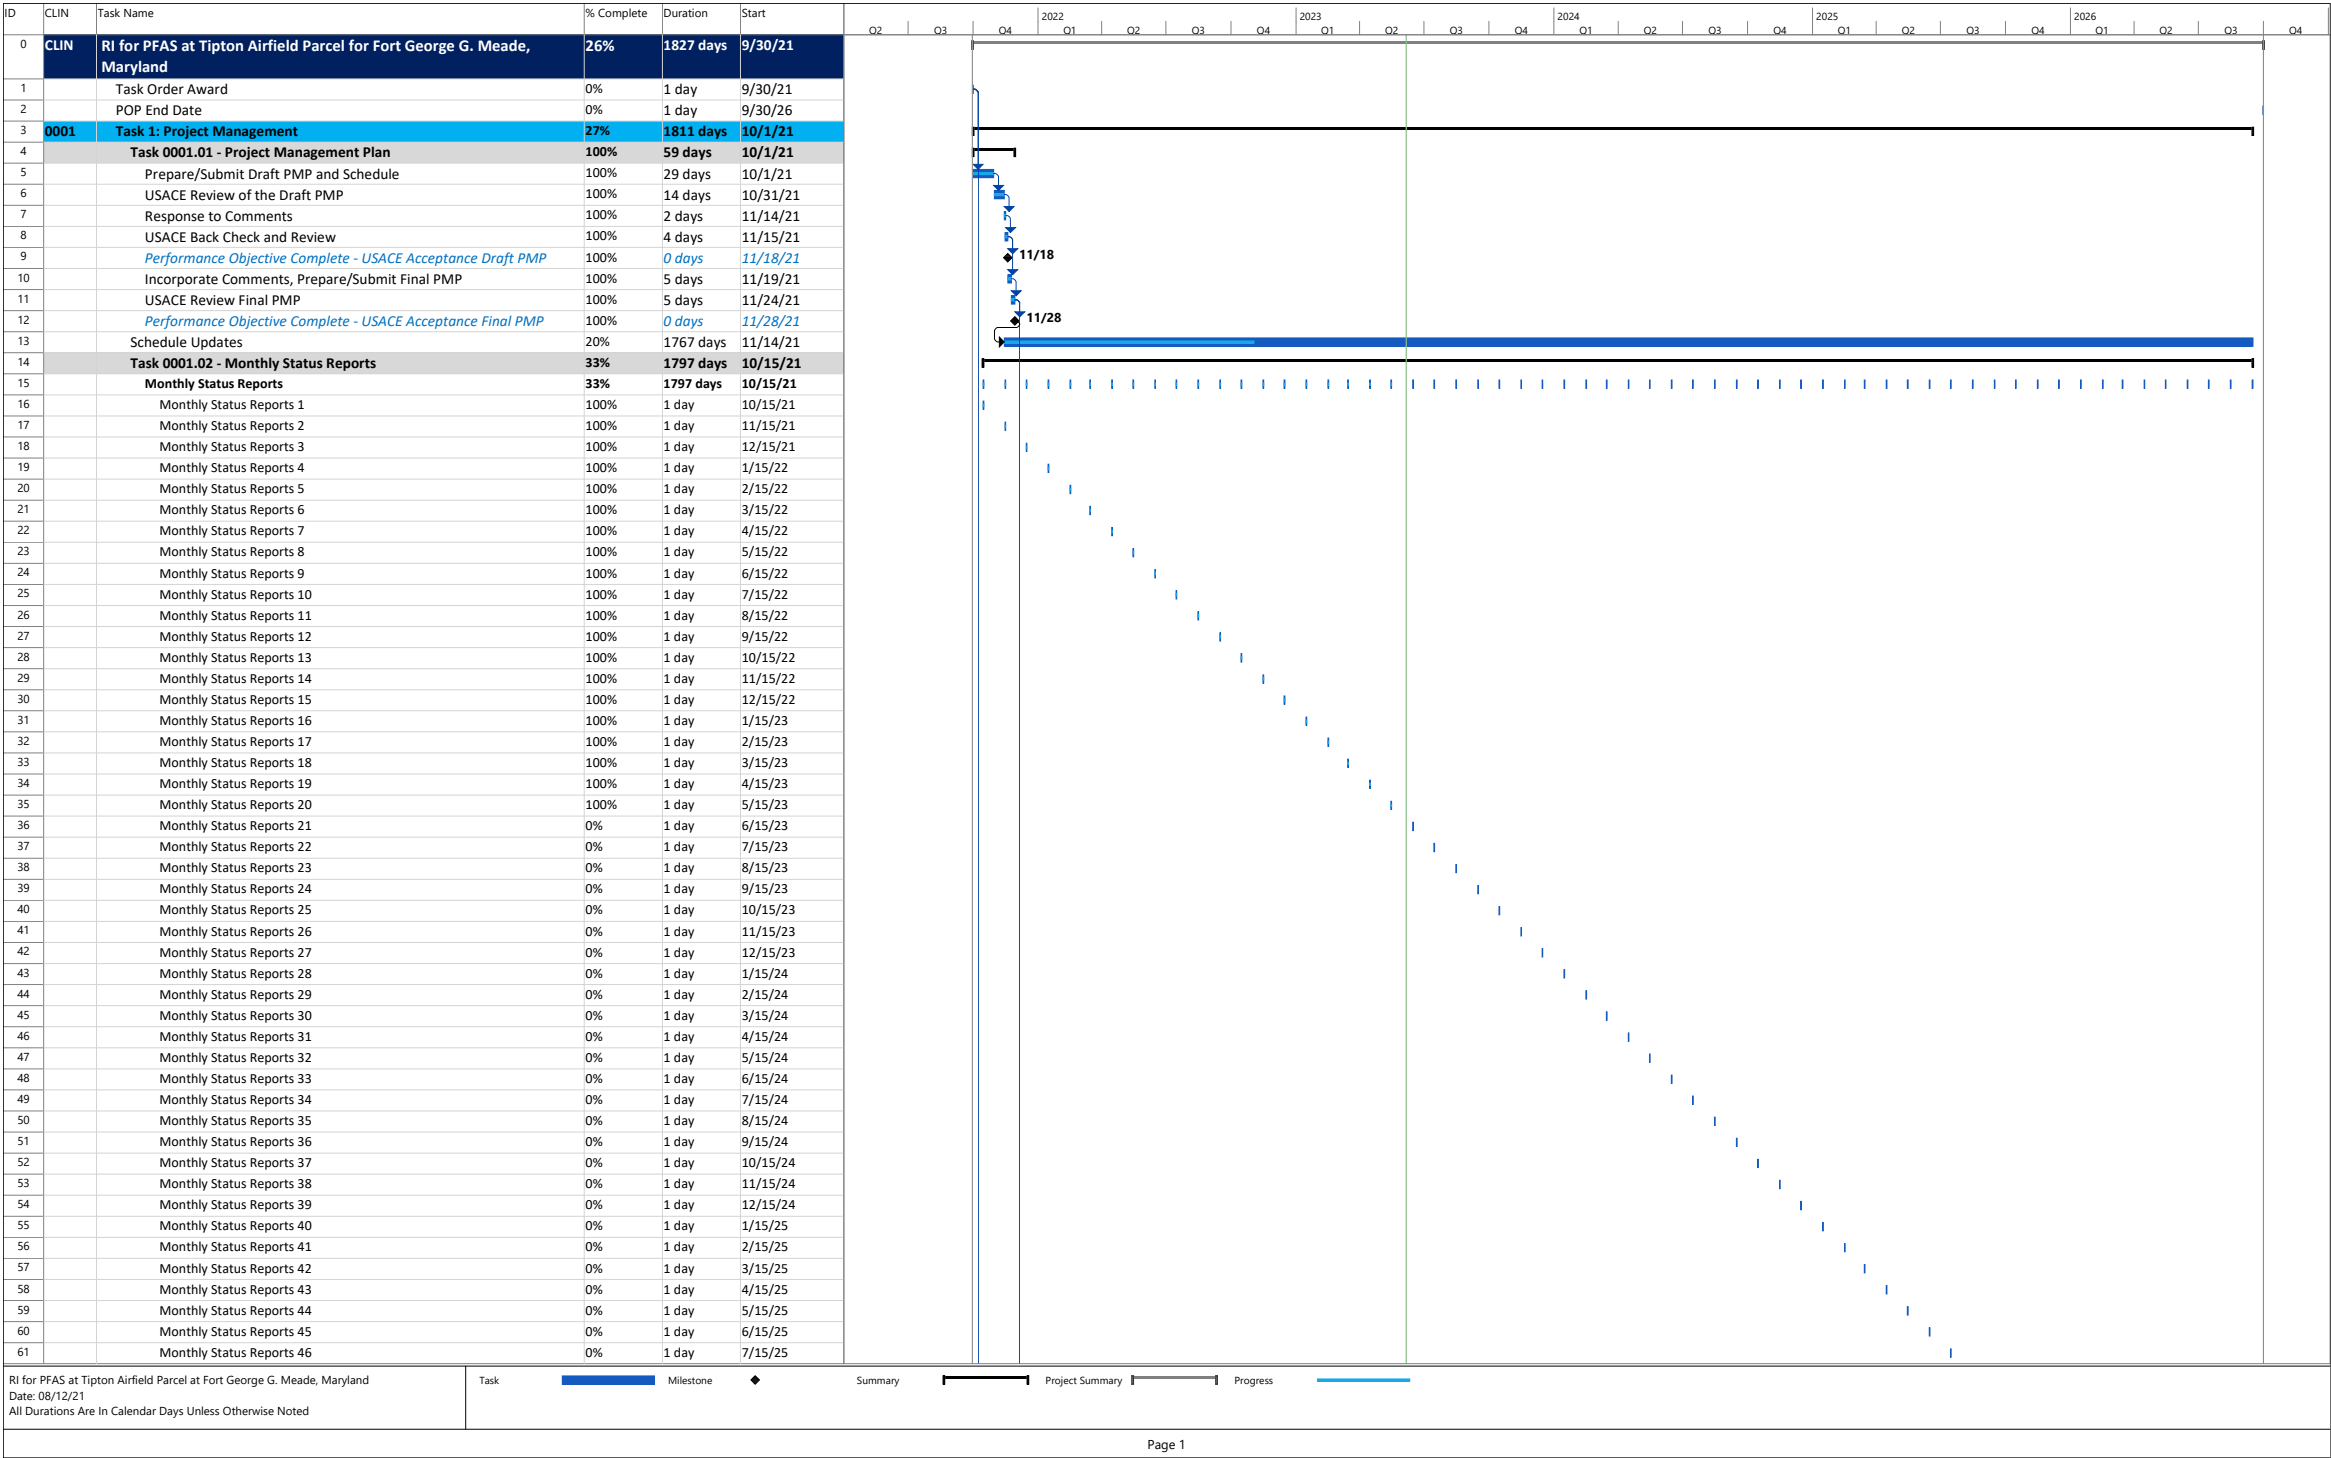 ID CLIN Task Name % Complete Duration Start
2022 2023 2024 2025 2026
Q2 Q3 Q4 Q1 Q2 Q3 Q4 Q1 Q2 Q3 Q4 Q1 Q2 Q3 Q4 Q1 Q2 Q3 Q4 Q1 Q2 Q3 Q4
0 CLIN RI for PFAS at Tipton Airfield Parcel for Fort George G. Meade, 26% 1827 days 9/30/21
Maryland
1 Task Order Award 0% 1 day 9/30/21
2 POP End Date 0% 1 day 9/30/26
3 0001 Task 1: Project Management 27% 1811 days 10/1/21
4 Task 0001.01 - Project Management Plan 100% 59 days 10/1/21
5 Prepare/Submit Draft PMP and Schedule 100% 29 days 10/1/21
6 USACE Review of the Draft PMP 100% 14 days 10/31/21
7 Response to Comments 100% 2 days 11/14/21
8 USACE Back Check and Review 100% 4 days 11/15/21
9 Performance Objective Complete - USACE Acceptance Draft PMP 100% 0 days 11/18/21 11/18
10 Incorporate Comments, Prepare/Submit Final PMP 100% 5 days 11/19/21
11 USACE Review Final PMP 100% 5 days 11/24/21
12 Performance Objective Complete - USACE Acceptance Final PMP 100% 0 days 11/28/21 11/28
13 Schedule Updates 20% 1767 days 11/14/21
14 Task 0001.02 - Monthly Status Reports 33% 1797 days 10/15/21
15 Monthly Status Reports 33% 1797 days 10/15/21
16 Monthly Status Reports 1 100% 1 day 10/15/21
17 Monthly Status Reports 2 100% 1 day 11/15/21
18 Monthly Status Reports 3 100% 1 day 12/15/21
19 Monthly Status Reports 4 100% 1 day 1/15/22
20 Monthly Status Reports 5 100% 1 day 2/15/22
21 Monthly Status Reports 6 100% 1 day 3/15/22
22 Monthly Status Reports 7 100% 1 day 4/15/22
23 Monthly Status Reports 8 100% 1 day 5/15/22
24 Monthly Status Reports 9 100% 1 day 6/15/22
25 Monthly Status Reports 10 100% 1 day 7/15/22
26 Monthly Status Reports 11 100% 1 day 8/15/22
27 Monthly Status Reports 12 100% 1 day 9/15/22
28 Monthly Status Reports 13 100% 1 day 10/15/22
29 Monthly Status Reports 14 100% 1 day 11/15/22
30 Monthly Status Reports 15 100% 1 day 12/15/22
31 Monthly Status Reports 16 100% 1 day 1/15/23
32 Monthly Status Reports 17 100% 1 day 2/15/23
33 Monthly Status Reports 18 100% 1 day 3/15/23
34 Monthly Status Reports 19 100% 1 day 4/15/23
35 Monthly Status Reports 20 100% 1 day 5/15/23
36 Monthly Status Reports 21 0% 1 day 6/15/23
37 Monthly Status Reports 22 0% 1 day 7/15/23
38 Monthly Status Reports 23 0% 1 day 8/15/23
39 Monthly Status Reports 24 0% 1 day 9/15/23
40 Monthly Status Reports 25 0% 1 day 10/15/23
41 Monthly Status Reports 26 0% 1 day 11/15/23
42 Monthly Status Reports 27 0% 1 day 12/15/23
43 Monthly Status Reports 28 0% 1 day 1/15/24
44 Monthly Status Reports 29 0% 1 day 2/15/24
45 Monthly Status Reports 30 0% 1 day 3/15/24
46 Monthly Status Reports 31 0% 1 day 4/15/24
47 Monthly Status Reports 32 0% 1 day 5/15/24
48 Monthly Status Reports 33 0% 1 day 6/15/24
49 Monthly Status Reports 34 0% 1 day 7/15/24
50 Monthly Status Reports 35 0% 1 day 8/15/24
51 Monthly Status Reports 36 0% 1 day 9/15/24
52 Monthly Status Reports 37 0% 1 day 10/15/24
53 Monthly Status Reports 38 0% 1 day 11/15/24
54 Monthly Status Reports 39 0% 1 day 12/15/24
55 Monthly Status Reports 40 0% 1 day 1/15/25
56 Monthly Status Reports 41 0% 1 day 2/15/25
57 Monthly Status Reports 42 0% 1 day 3/15/25
58 Monthly Status Reports 43 0% 1 day 4/15/25
59 Monthly Status Reports 44 0% 1 day 5/15/25
60 Monthly Status Reports 45 0% 1 day 6/15/25
61 Monthly Status Reports 46 0% 1 day 7/15/25
RI for PFAS at Tipton Airfield Parcel at Fort George G. Meade, Maryland
Date: 08/12/21
All Durations Are In Calendar Days Unless Otherwise Noted
Task Milestone Summary Project Summary Progress
Page 1